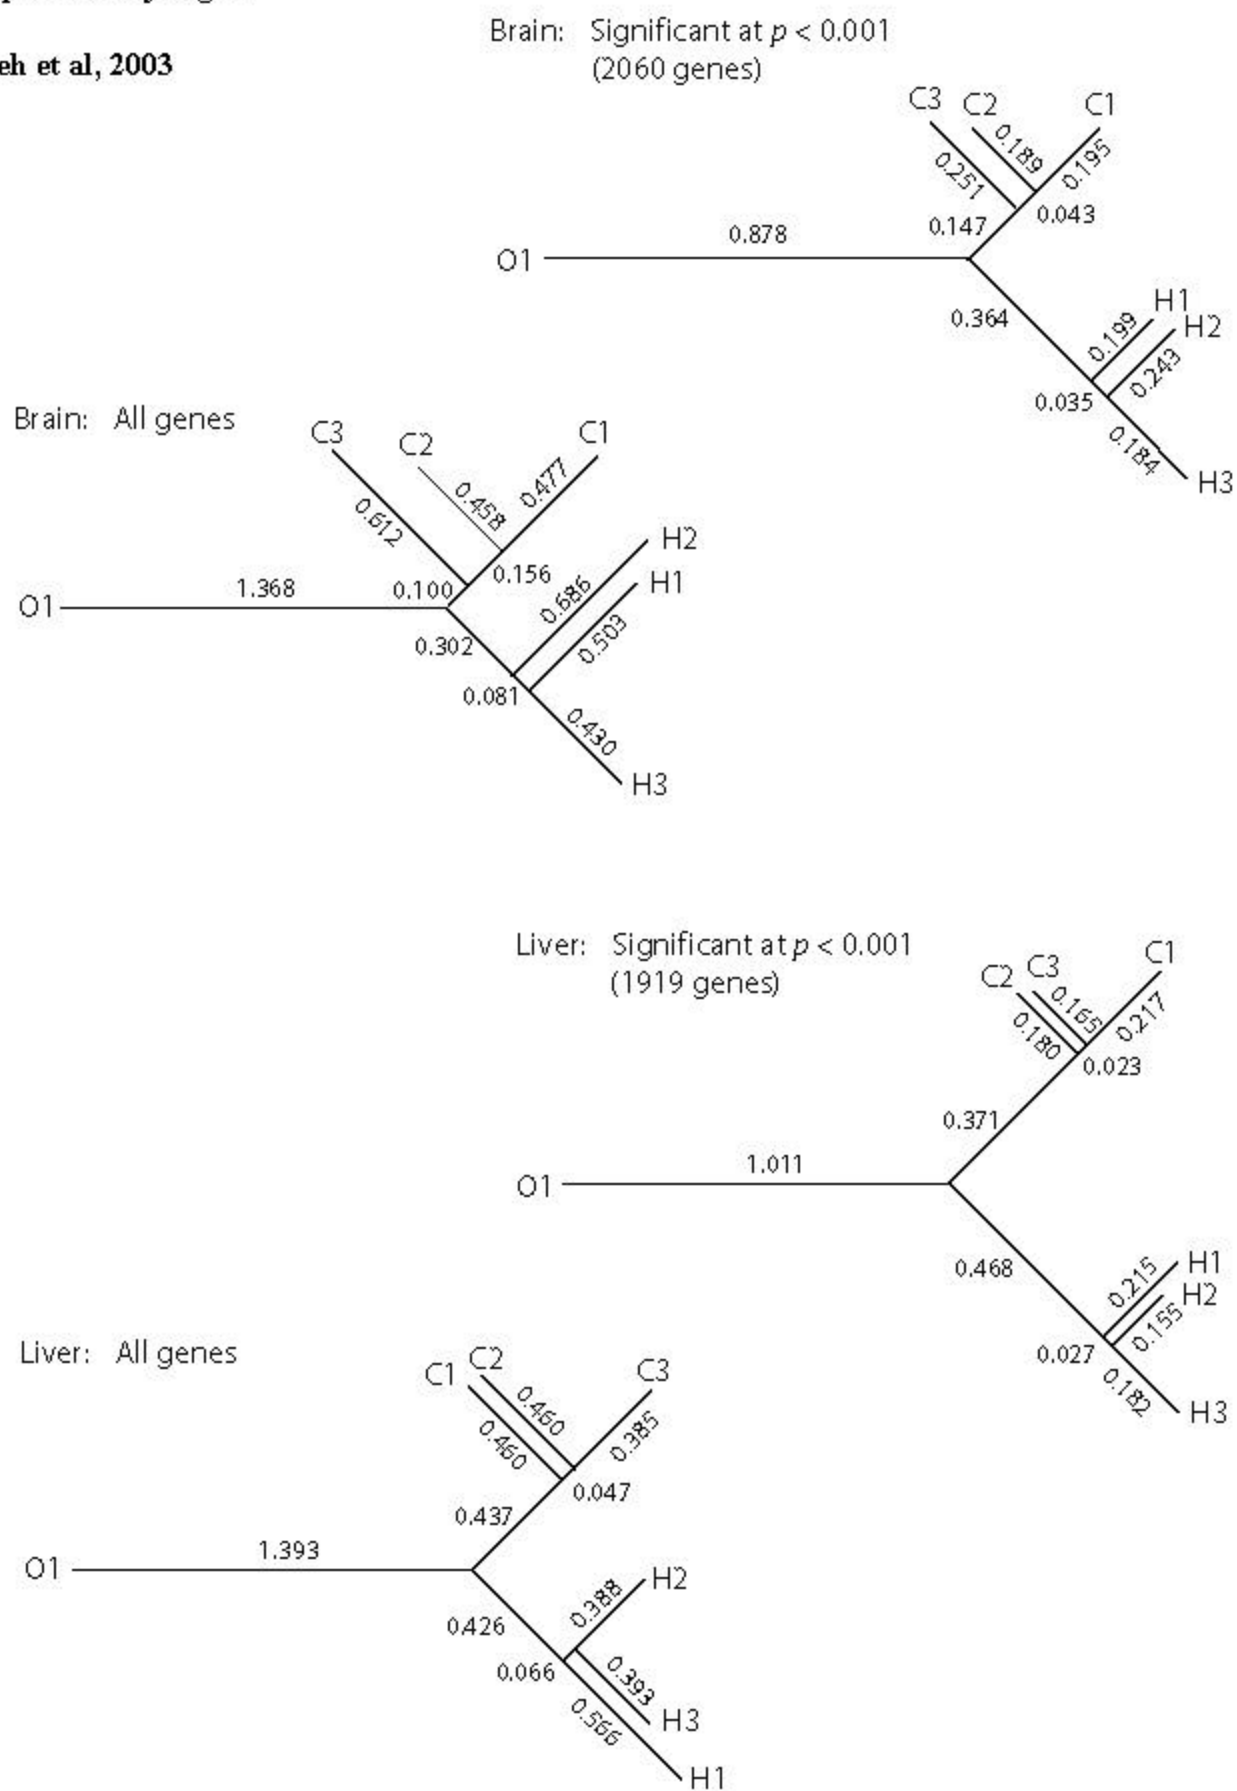 et al, 2003
Brain: Significant at p < 0.001
(2060 genes)
C3
C2
C1
0.251
0.189
0.195
0.043
0.147
0.878
O1
0.364
H1
0.199
H2
0.243
0.035
0.184
H3
Brain: All genes
C3
C2
C1
0.612
0.458
0.477
0.156
0.100
1.368
O1
H2
0.686
H1
0.503
0.302
0.081
0.430
H3
Liver: Significant at p < 0.001
(1919 genes)
C2
C3
C1
0.180
0.165
0.217
0.023
0.371
1.011
O1
0.468
H1
0.215
H2
0.155
0.027
0.182
H3
Liver: All genes
C1
C2
C3
0.460
0.460
0.385
0.047
0.437
1.393
O1
H2
0.388
0.426
0.066
0.393
H3
0.566
H1